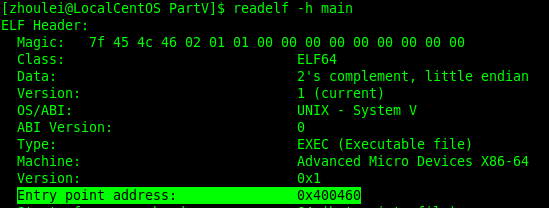 [zhoulei@LocalCentOS PartV]$ readelf -h main
ELF Header:
Magic: 7f 45 4c 46 02 01 01 00 00 00 00 00 00 00 00 00
Class: ELF64
Data: 2's complement, little endian
Version: 1 (current)
OS/ABI: UNIX - System V
ABI Version: 0
Type: EXEC (Executable file)
Machine: Advanced Micro Devices X86-64
Version: 0x1
Entry point address: 0x400460